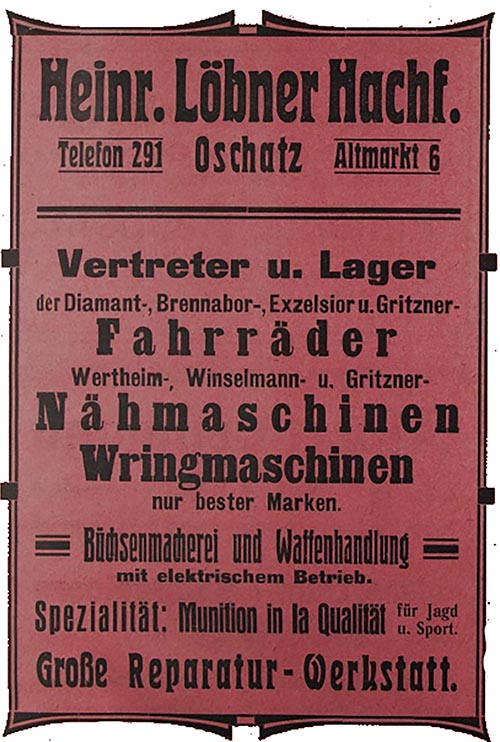 Heinr. Löbner Nachf.
Telefon 291 Oschatz Altmarkt 6
Vertreter u. Lager
der Diamant-, Brennabor-, Exzelsior u. Gritzner-
Fahrräder
Wertheim-, Winselmann- u. Gritzner-
Nähmaschinen
Wringmaschinen
nur bester Marken.
Büchsenmacherei und Waffenhandlung
mit elektrischem Betrieb.
Spezialität: Munition in Ia Qualität für Jagd
u. Sport.
Große Reparatur-Werkstatt.